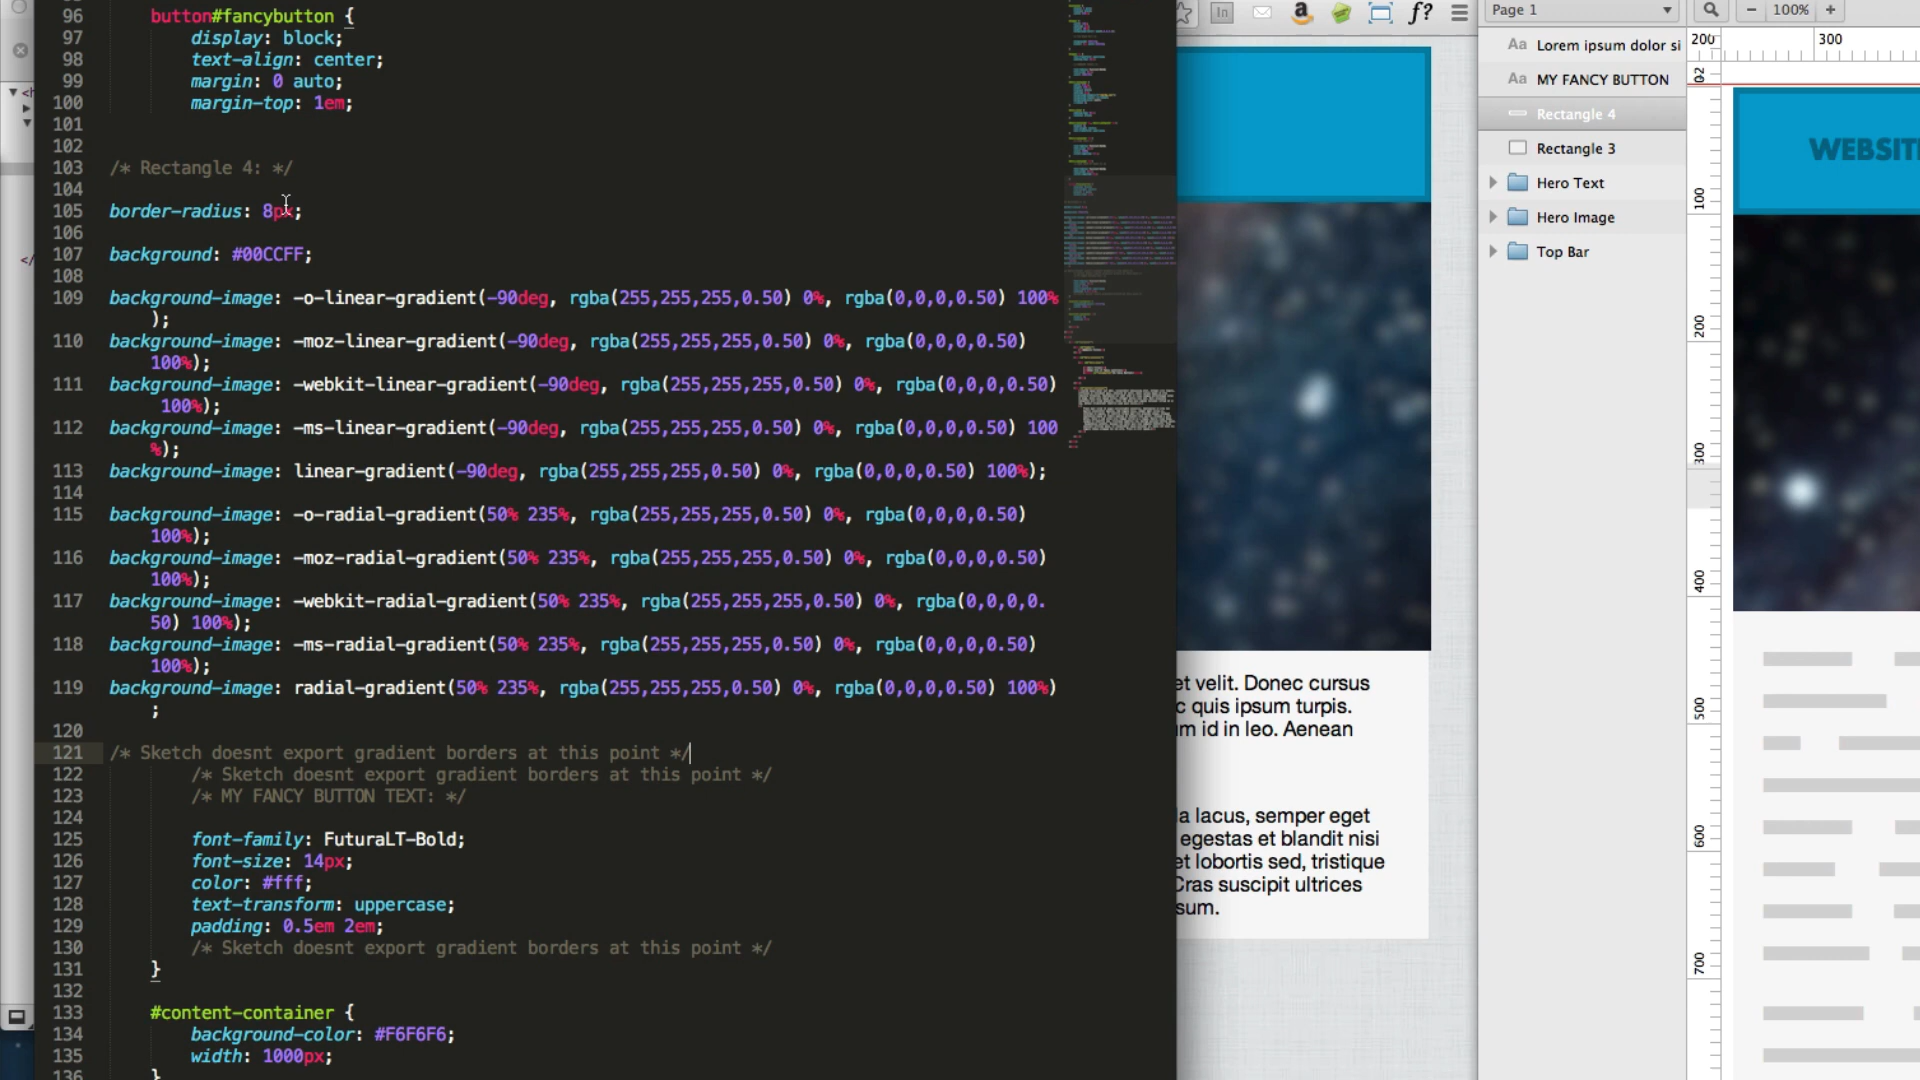 96 button#fancybutton {
97 display: block;
98 text-align: center;
99 margin: 0 auto;
100 margin-top: 1em;
101
102
103 /* Rectangle 4: */
104
105 border-radius: 8px;
106
107 background: #00CCFF;
108
109 background-image: -o-linear-gradient(-90deg, rgba(255,255,255,0.50) 0%, rgba(0,0,0,0.50) 100%
);
110 background-image: -moz-linear-gradient(-90deg, rgba(255,255,255,0.50) 0%, rgba(0,0,0,0.50)
100%);
111 background-image: -webkit-linear-gradient(-90deg, rgba(255,255,255,0.50) 0%, rgba(0,0,0,0.50)
100%);
112 background-image: -ms-linear-gradient(-90deg, rgba(255,255,255,0.50) 0%, rgba(0,0,0,0.50) 100
%);
113 background-image: linear-gradient(-90deg, rgba(255,255,255,0.50) 0%, rgba(0,0,0,0.50) 100%);
114
115 background-image: -o-radial-gradient(50% 235%, rgba(255,255,255,0.50) 0%, rgba(0,0,0,0.50)
100%);
116 background-image: -moz-radial-gradient(50% 235%, rgba(255,255,255,0.50) 0%, rgba(0,0,0,0.50)
100%);
117 background-image: -webkit-radial-gradient(50% 235%, rgba(255,255,255,0.50) 0%, rgba(0,0,0,0.
50) 100%);
118 background-image: -ms-radial-gradient(50% 235%, rgba(255,255,255,0.50) 0%, rgba(0,0,0,0.50)
100%);
119 background-image: radial-gradient(50% 235%, rgba(255,255,255,0.50) 0%, rgba(0,0,0,0.50) 100%)
;
120
121 /* Sketch doesnt export gradient borders at this point */
122 /* Sketch doesnt export gradient borders at this point */
123 /* MY FANCY BUTTON TEXT: */
124
125 font-family: FuturaLT-Bold;
126 font-size: 14px;
127 color: #fff;
128 text-transform: uppercase;
129 padding: 0.5em 2em;
130 /* Sketch doesnt export gradient borders at this point */
131 }
132
133 #content-container {
134 background-color: #F6F6F6;
135 width: 1000px;
136 }
<h
</
In
a
f?
et velit. Donec cursus
c quis ipsum turpis.
m id in leo. Aenean
la lacus, semper eget
egestas et blandit nisi
et lobortis sed, tristique
Cras suscipit ultrices
sum.
Page 1
100%
Aa Lorem ipsum dolor si
Aa MY FANCY BUTTON
Rectangle 4
Rectangle 3
Hero Text
Hero Image
Top Bar
200
300
100
200
300
400
500
600
700
WEBSIT